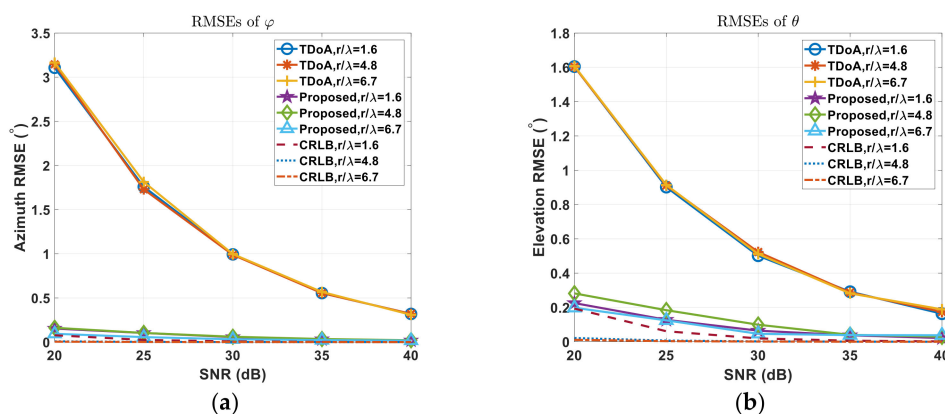 RMSEs of φ
Azimuth RMSE (°)
3.5
3
2.5
2
1.5
1
0.5
0
20 25 30 35 40
SNR (dB)
TDoA,r/λ=1.6
TDoA,r/λ=4.8
TDoA,r/λ=6.7
Proposed,r/λ=1.6
Proposed,r/λ=4.8
Proposed,r/λ=6.7
CRLB,r/λ=1.6
CRLB,r/λ=4.8
CRLB,r/λ=6.7
(a)
RMSEs of θ
Elevation RMSE (°)
1.8
1.6
1.4
1.2
1
0.8
0.6
0.4
0.2
0
20 25 30 35 40
SNR (dB)
TDoA,r/λ=1.6
TDoA,r/λ=4.8
TDoA,r/λ=6.7
Proposed,r/λ=1.6
Proposed,r/λ=4.8
Proposed,r/λ=6.7
CRLB,r/λ=1.6
CRLB,r/λ=4.8
CRLB,r/λ=6.7
(b)